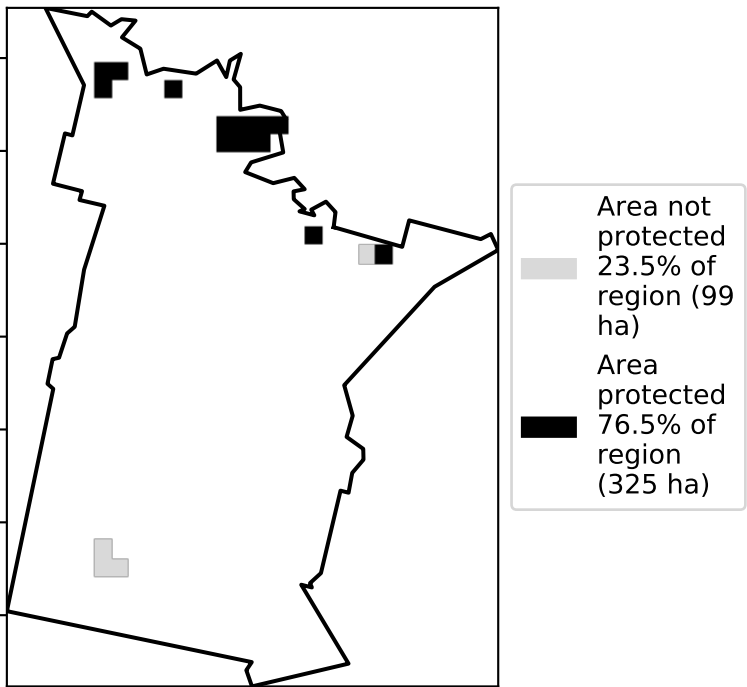 Area not
protected
23.5% of
region (99
ha)
Area
protected
76.5% of
region
(325 ha)